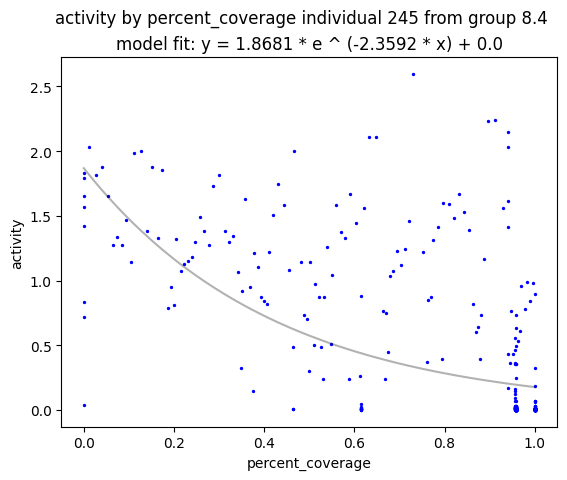 activity by percent_coverage individual 245 from group 8.4
model fit: y = 1.8681 * e ^ (-2.3592 * x) + 0.0
2.5
2.0
1.5
1.0
0.5
0.0
activity
0.0 0.2 0.4 0.6 0.8 1.0
percent_coverage